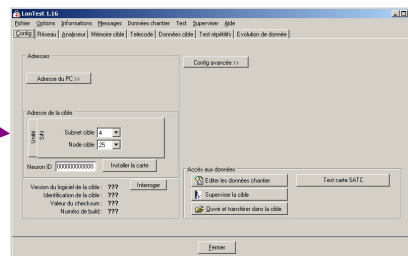 LonTest 1.16
Fichier Options Informations Messages Données chantier Test Superviser Aide
Config Réseau Analyseur Mémoire cible Telecode Données cible Test répétitifs Evolution de donnée
Adresses
Adresse du PC >>
Config avancée >>
Adresse de la cible
Unité
S/N
Subnet cible 4
Node cible 25
Neuron ID 000000000000 Installer la carte
Version du logiciel de la cible : ??? Interroger
Identification de la cible : ???
Valeur du checksum : ???
Numéro de build : ???
Accès aux données
Editer les données chantier Test carte SATC
Superviser la cible
Ouvrir et transférer dans la cible
Fermer